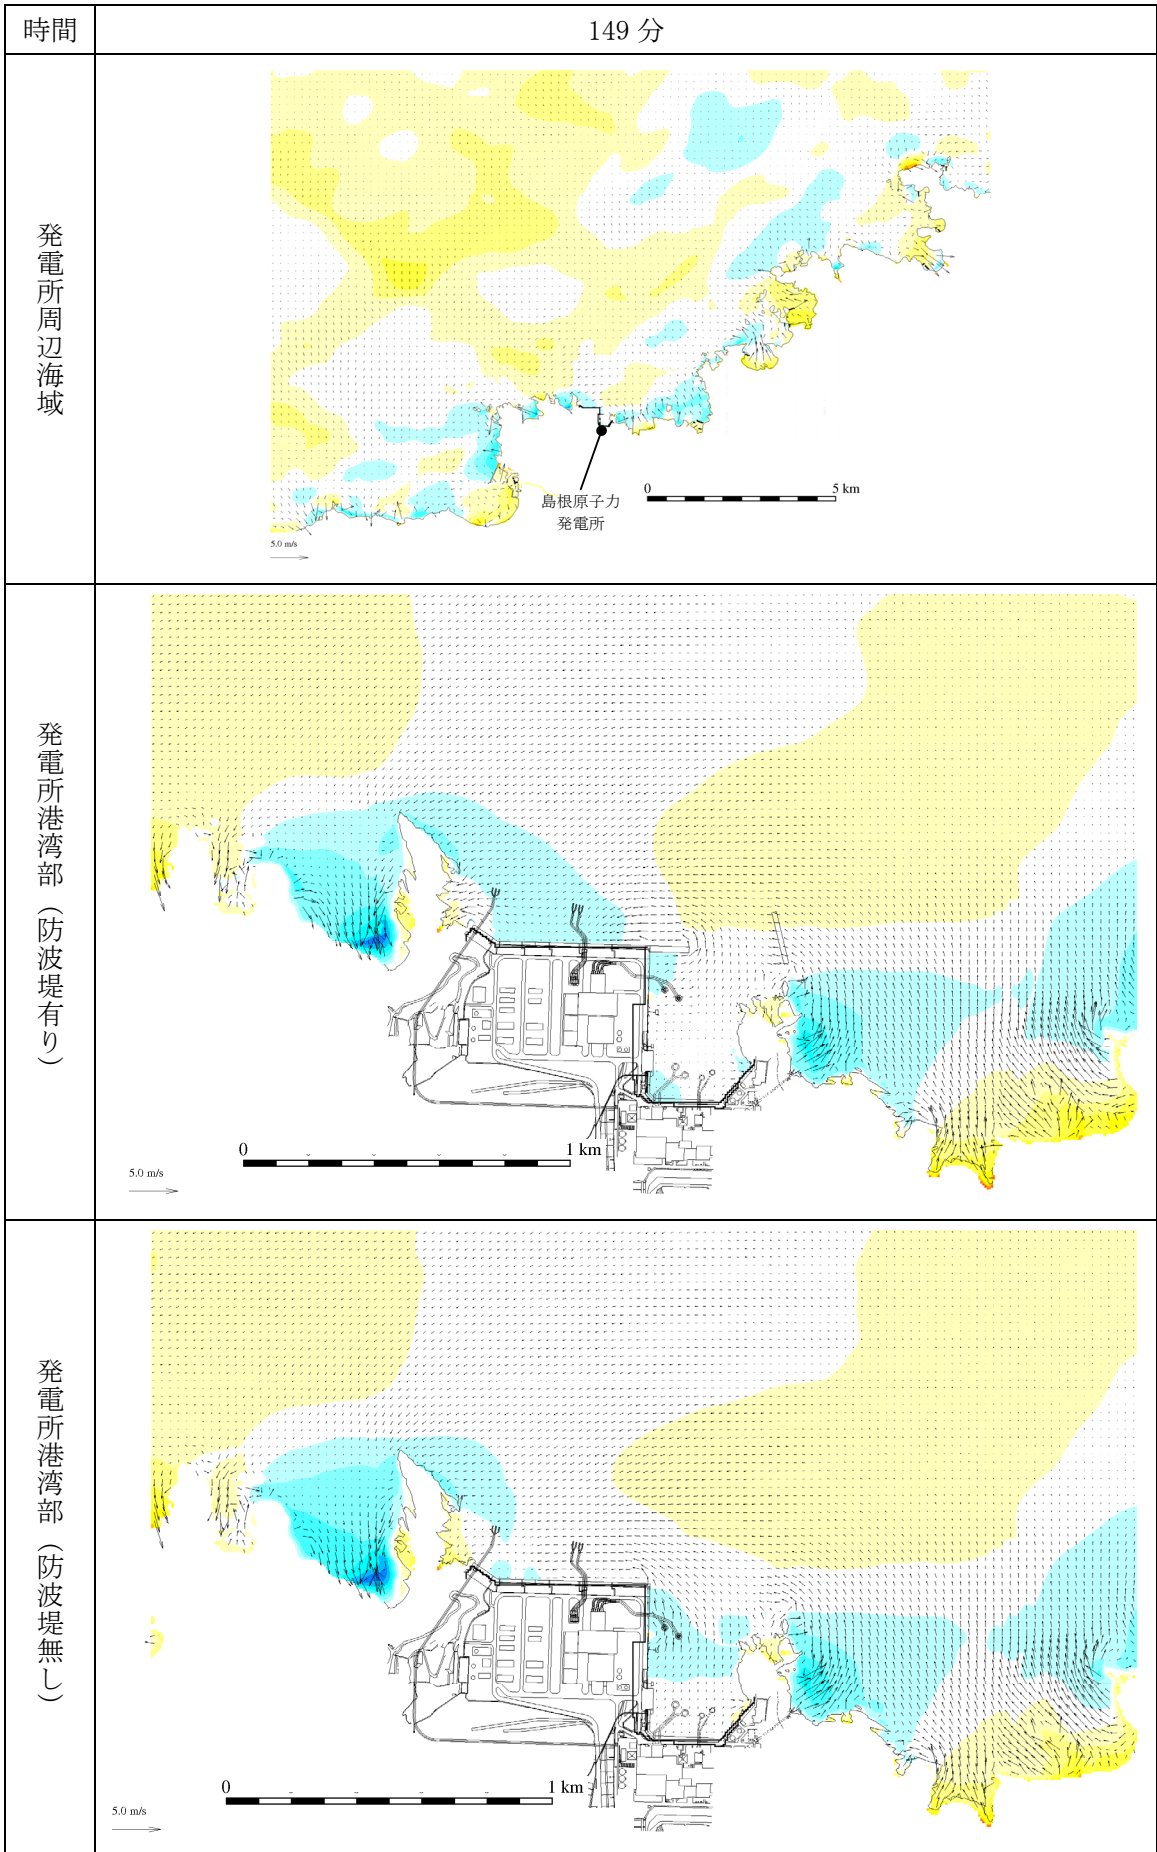 時間
149 分
発電所周辺海域
島根原子力
発電所
0
5 km
5.0 m/s
発電所港湾部（防波堤有り）
0
1 km
5.0 m/s
発電所港湾部（防波堤無し）
0
1 km
5.0 m/s